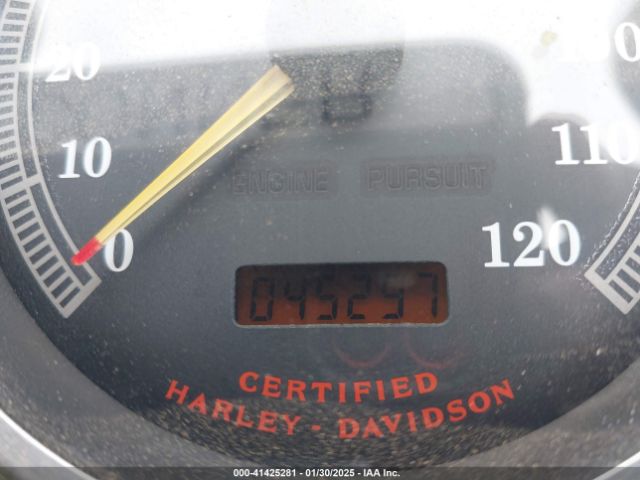 20
10
110
ENGINE PURSUIT
0
120
045257
CERTIFIED
HARLEY - DAVIDSON
000-41425281 | 01/30/2025 | IAA Inc.